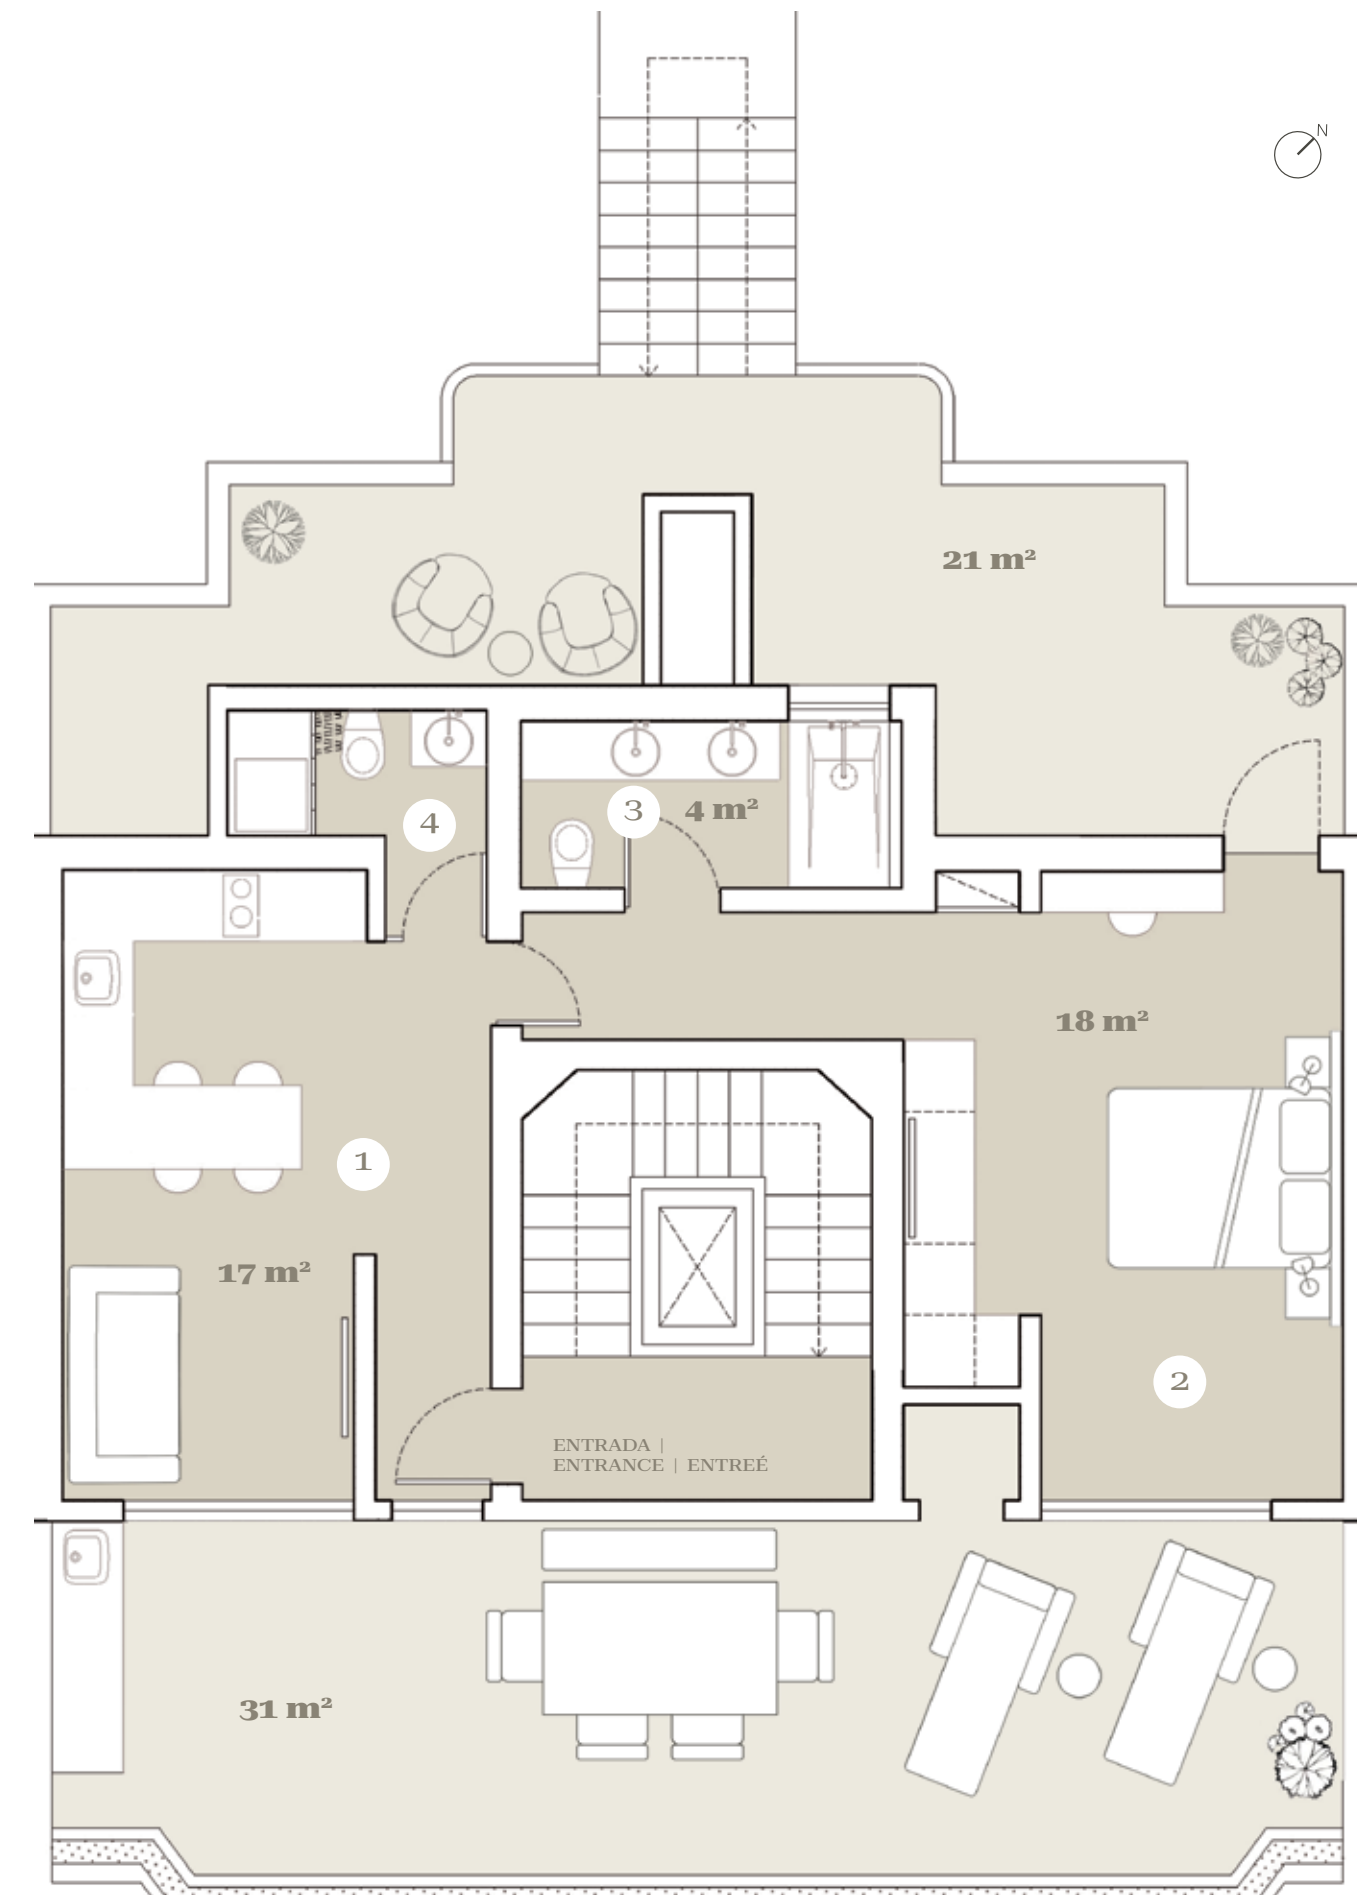 N
21 m²
3
4 m²
4
18 m²
1
17 m²
2
ENTRADA |
ENTRANCE | ENTREÉ
31 m²